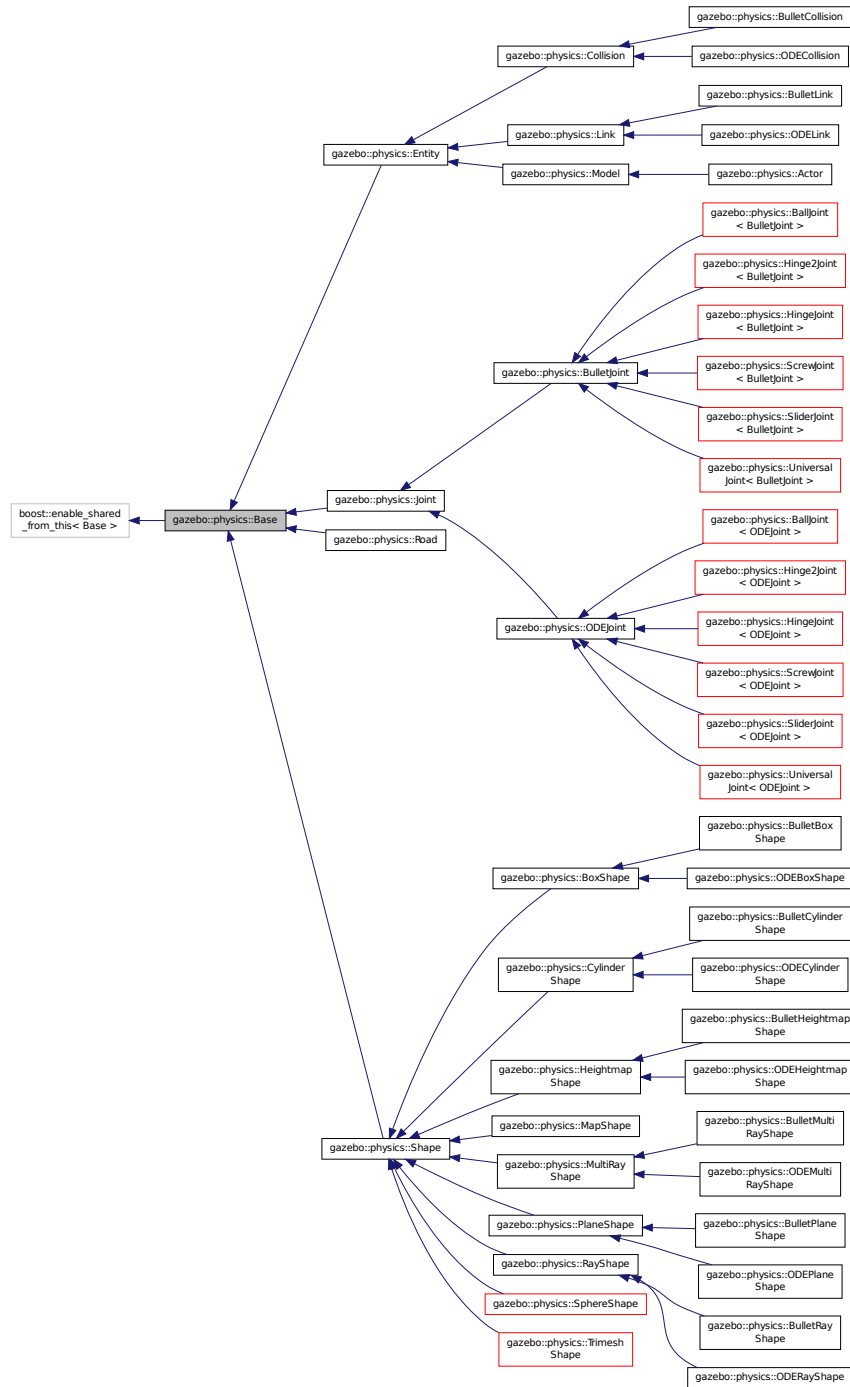 gazebo::physics::BulletCollision
gazebo::physics::Collision
gazebo::physics::ODECollision
gazebo::physics::BulletLink
gazebo::physics::Link
gazebo::physics::ODELink
gazebo::physics::Entity
gazebo::physics::Model
gazebo::physics::Actor
gazebo::physics::BallJoint
< BulletJoint >
gazebo::physics::Hinge2Joint
< BulletJoint >
gazebo::physics::HingeJoint
< BulletJoint >
gazebo::physics::BulletJoint
gazebo::physics::ScrewJoint
< BulletJoint >
gazebo::physics::SliderJoint
< BulletJoint >
gazebo::physics::Universal
Joint< BulletJoint >
gazebo::physics::Joint
boost::enable_shared
_from_this< Base >
gazebo::physics::Base
gazebo::physics::Road
gazebo::physics::BallJoint
< ODEJoint >
gazebo::physics::Hinge2Joint
< ODEJoint >
gazebo::physics::ODEJoint
gazebo::physics::HingeJoint
< ODEJoint >
gazebo::physics::ScrewJoint
< ODEJoint >
gazebo::physics::SliderJoint
< ODEJoint >
gazebo::physics::Universal
Joint< ODEJoint >
gazebo::physics::BulletBox
Shape
gazebo::physics::BoxShape
gazebo::physics::ODEBoxShape
gazebo::physics::BulletCylinder
Shape
gazebo::physics::Cylinder
Shape
gazebo::physics::ODECylinder
Shape
gazebo::physics::BulletHeightmap
Shape
gazebo::physics::Heightmap
Shape
gazebo::physics::ODEHeightmap
Shape
gazebo::physics::MapShape
gazebo::physics::BulletMulti
RayShape
gazebo::physics::Shape
gazebo::physics::MultiRay
Shape
gazebo::physics::ODEMulti
RayShape
gazebo::physics::PlaneShape
gazebo::physics::BulletPlane
Shape
gazebo::physics::RayShape
gazebo::physics::ODEPlane
Shape
gazebo::physics::SphereShape
gazebo::physics::BulletRay
Shape
gazebo::physics::Trimesh
Shape
gazebo::physics::ODERayShape